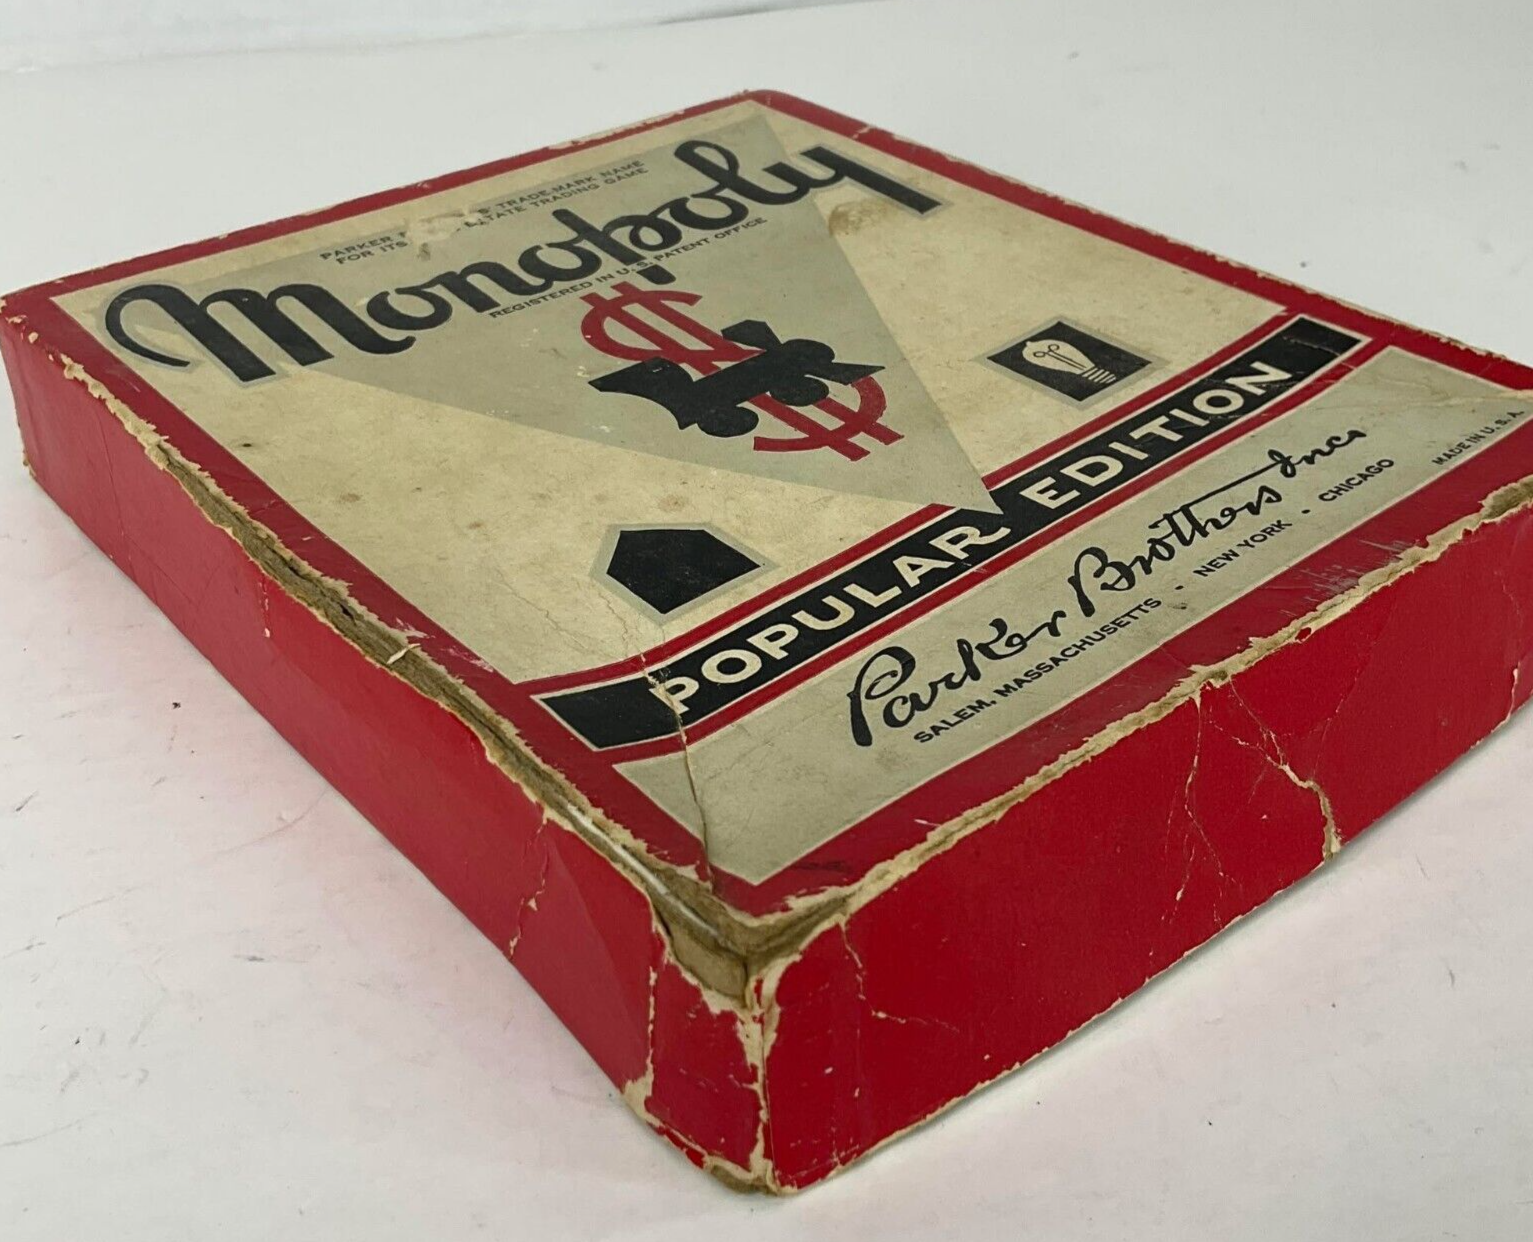 PARKER TRADE-MARK NAME
FOR ITS ESTATE TRADING GAME
Monopoly
REGISTERED IN U.S. PATENT OFFICE
POPULAR EDITION
Parker Brothers Inc.
SALEM, MASSACHUSETTS · NEW YORK · CHICAGO
MADE IN U.S.A.